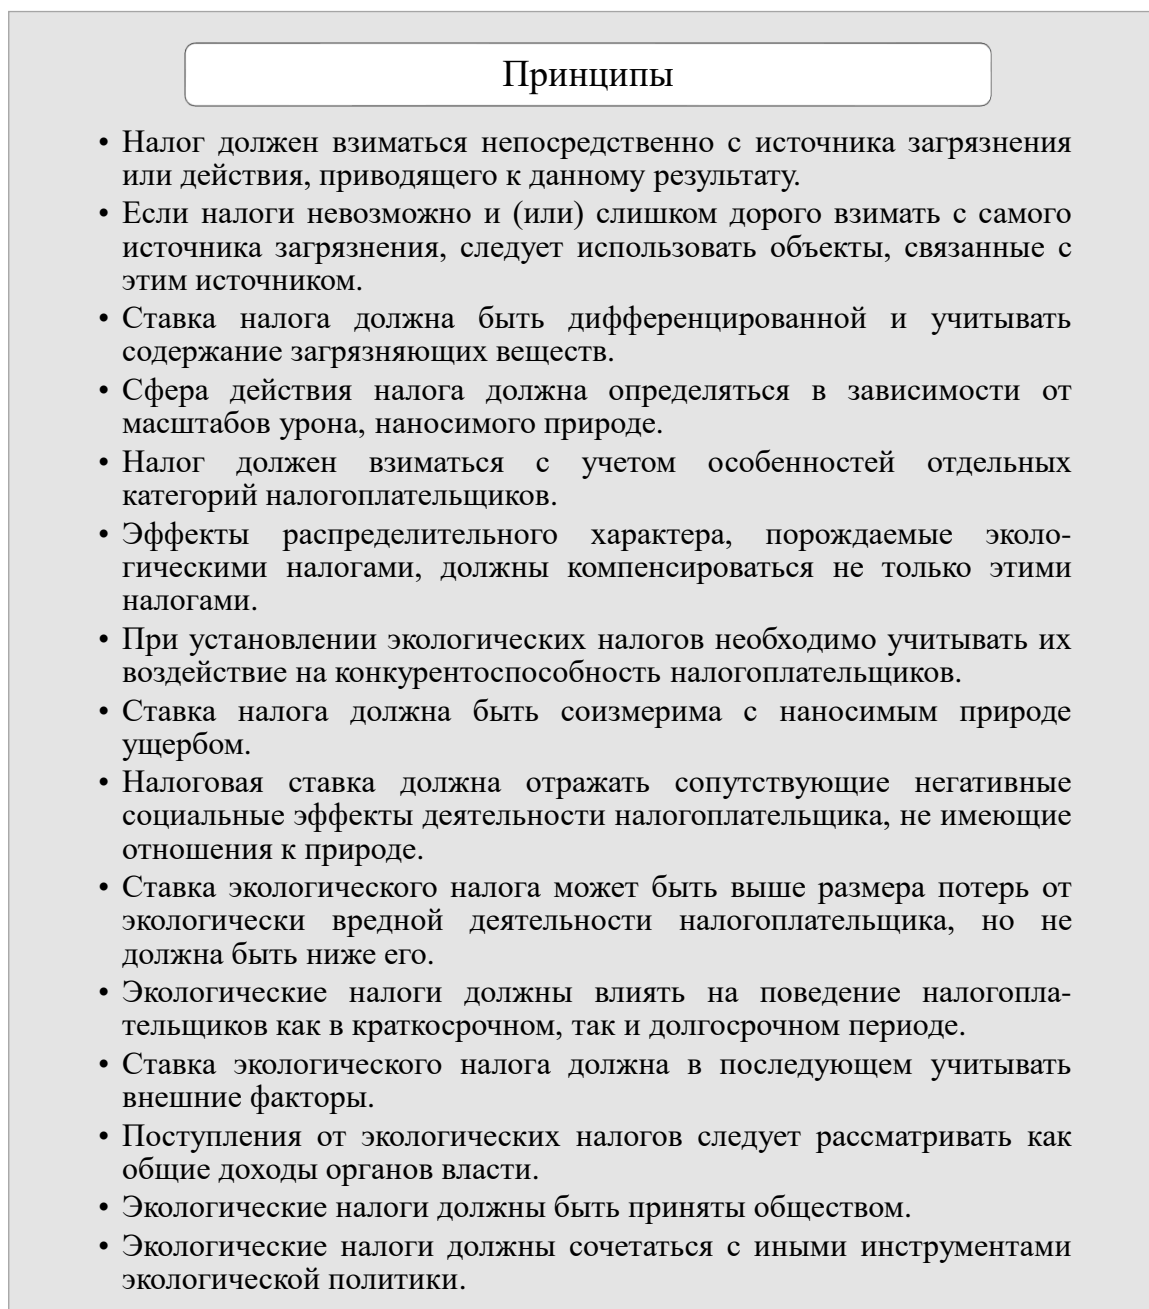 Принципы
• Налог должен взиматься непосредственно с источника загрязнения
или действия, приводящего к данному результату.
• Если налоги невозможно и (или) слишком дорого взимать с самого
источника загрязнения, следует использовать объекты, связанные с
этим источником.
• Ставка налога должна быть дифференцированной и учитывать
содержание загрязняющих веществ.
• Сфера действия налога должна определяться в зависимости от
масштабов урона, наносимого природе.
• Налог должен взиматься с учетом особенностей отдельных
категорий налогоплательщиков.
• Эффекты распределительного характера, порождаемые эколо-
гическими налогами, должны компенсироваться не только этими
налогами.
• При установлении экологических налогов необходимо учитывать их
воздействие на конкурентоспособность налогоплательщиков.
• Ставка налога должна быть соизмерима с наносимым природе
ущербом.
• Налоговая ставка должна отражать сопутствующие негативные
социальные эффекты деятельности налогоплательщика, не имеющие
отношения к природе.
• Ставка экологического налога может быть выше размера потерь от
экологически вредной деятельности налогоплательщика, но не
должна быть ниже его.
• Экологические налоги должны влиять на поведение налогопла-
тельщиков как в краткосрочном, так и долгосрочном периоде.
• Ставка экологического налога должна в последующем учитывать
внешние факторы.
• Поступления от экологических налогов следует рассматривать как
общие доходы органов власти.
• Экологические налоги должны быть приняты обществом.
• Экологические налоги должны сочетаться с иными инструментами
экологической политики.